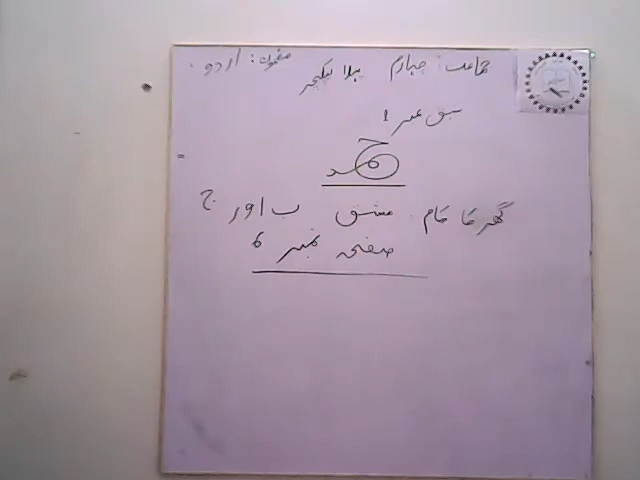 جماعت: چہارم پہلا لیکچر مضمون: اردو
سبق نمبر 1
حمد
گھر کا کام: مشق ب اور ج
صفحہ نمبر 6